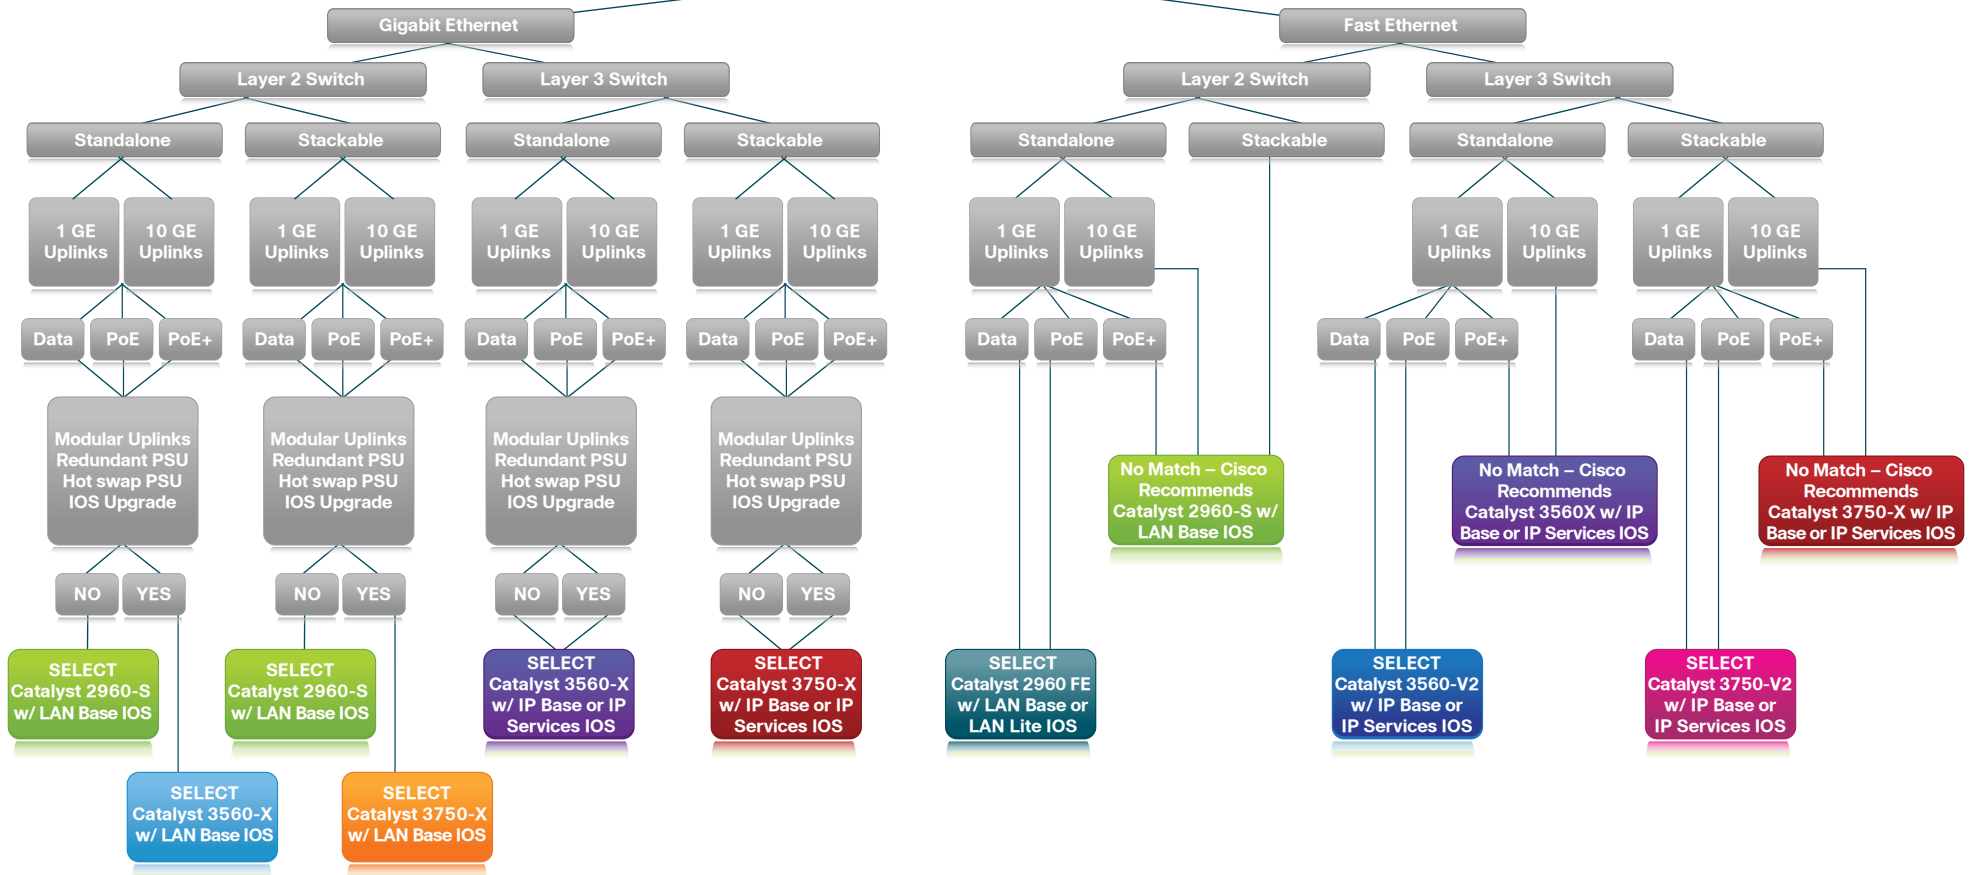 Gigabit Ethernet
Fast Ethernet
Layer 2 Switch
Layer 3 Switch
Layer 2 Switch
Layer 3 Switch
Standalone
Stackable
Standalone
Stackable
Standalone
Stackable
Standalone
Stackable
1 GE
Uplinks
10 GE
Uplinks
1 GE
Uplinks
10 GE
Uplinks
1 GE
Uplinks
10 GE
Uplinks
1 GE
Uplinks
10 GE
Uplinks
1 GE
Uplinks
10 GE
Uplinks
1 GE
Uplinks
10 GE
Uplinks
1 GE
Uplinks
10 GE
Uplinks
Data
PoE
PoE+
Data
PoE
PoE+
Data
PoE
PoE+
Data
PoE
PoE+
Data
PoE
PoE+
Data
PoE
PoE+
Data
PoE
PoE+
Modular Uplinks
Redundant PSU
Hot swap PSU
IOS Upgrade
Modular Uplinks
Redundant PSU
Hot swap PSU
IOS Upgrade
Modular Uplinks
Redundant PSU
Hot swap PSU
IOS Upgrade
Modular Uplinks
Redundant PSU
Hot swap PSU
IOS Upgrade
No Match – Cisco
Recommends
Catalyst 2960-S w/
LAN Base IOS
No Match – Cisco
Recommends
Catalyst 3560X w/ IP
Base or IP Services IOS
No Match – Cisco
Recommends
Catalyst 3750-X w/ IP
Base or IP Services IOS
NO
YES
NO
YES
NO
YES
NO
YES
SELECT
Catalyst 2960-S
w/ LAN Base IOS
SELECT
Catalyst 2960-S
w/ LAN Base IOS
SELECT
Catalyst 3560-X
w/ IP Base or IP
Services IOS
SELECT
Catalyst 3750-X
w/ IP Base or IP
Services IOS
SELECT
Catalyst 2960 FE
w/ LAN Base or
LAN Lite IOS
SELECT
Catalyst 3560-V2
w/ IP Base or
IP Services IOS
SELECT
Catalyst 3750-V2
w/ IP Base or
IP Services IOS
SELECT
Catalyst 3560-X
w/ LAN Base IOS
SELECT
Catalyst 3750-X
w/ LAN Base IOS